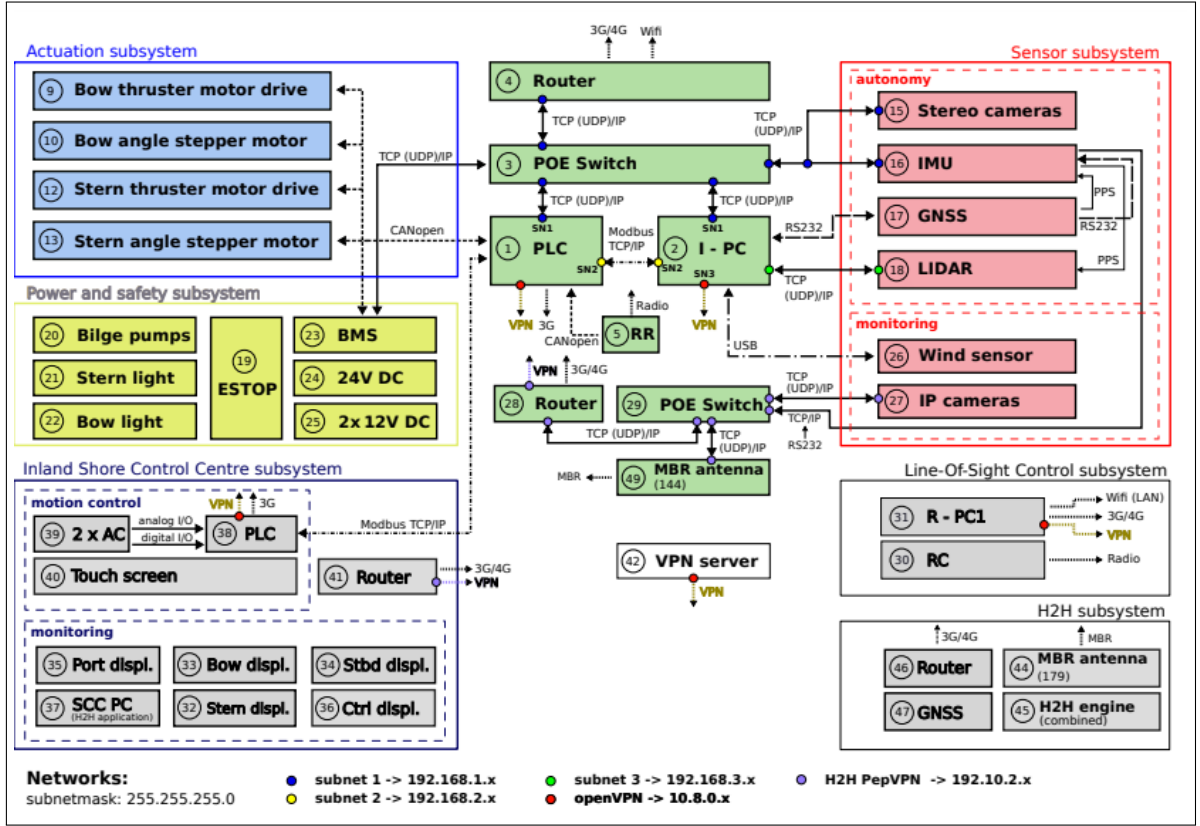 3G/4G
Wifi
Actuation subsystem
Sensor subsystem
4 Router
autonomy
9 Bow thruster motor drive
15 Stereo cameras
10 Bow angle stepper motor
TCP (UDP)/IP
TCP
(UDP)/IP
TCP (UDP)/IP
3 POE Switch
16 IMU
12 Stern thruster motor drive
TCP (UDP)/IP
TCP (UDP)/IP
PPS
17 GNSS
RS232
RS232
13 Stern angle stepper motor
CANopen
SN1
1 PLC
SN2
Modbus
TCP/IP
SN1
2 I - PC
SN2
SN3
18 LIDAR
PPS
TCP
(UDP)/IP
Power and safety subsystem
VPN
3G
Radio
VPN
CANopen
5 RR
monitoring
20 Bilge pumps
19
ESTOP
23 BMS
USB
26 Wind sensor
21 Stern light
24 24V DC
VPN
3G/4G
TCP
(UDP)/IP
22 Bow light
25 2x 12V DC
28 Router
29 POE Switch
27 IP cameras
TCP/IP
RS232
TCP (UDP)/IP
TCP
(UDP)/IP
Inland Shore Control Centre subsystem
MBR
49 MBR antenna
(144)
Line-Of-Sight Control subsystem
motion control
VPN
3G
39 2 x AC
analog I/O
digital I/O
38 PLC
Modbus TCP/IP
31 R - PC1
Wifi (LAN)
3G/4G
VPN
40 Touch screen
41 Router
3G/4G
VPN
42 VPN server
VPN
30 RC
Radio
H2H subsystem
monitoring
3G/4G
MBR
35 Port displ.
33 Bow displ.
34 Stbd displ.
46 Router
44 MBR antenna
(179)
37 SCC PC
(H2H application)
32 Stern displ.
36 Ctrl displ.
47 GNSS
45 H2H engine
(combined)
Networks:
subnetmask: 255.255.255.0
subnet 1 -> 192.168.1.x
subnet 2 -> 192.168.2.x
subnet 3 -> 192.168.3.x
openVPN -> 10.8.0.x
H2H PepVPN -> 192.10.2.x